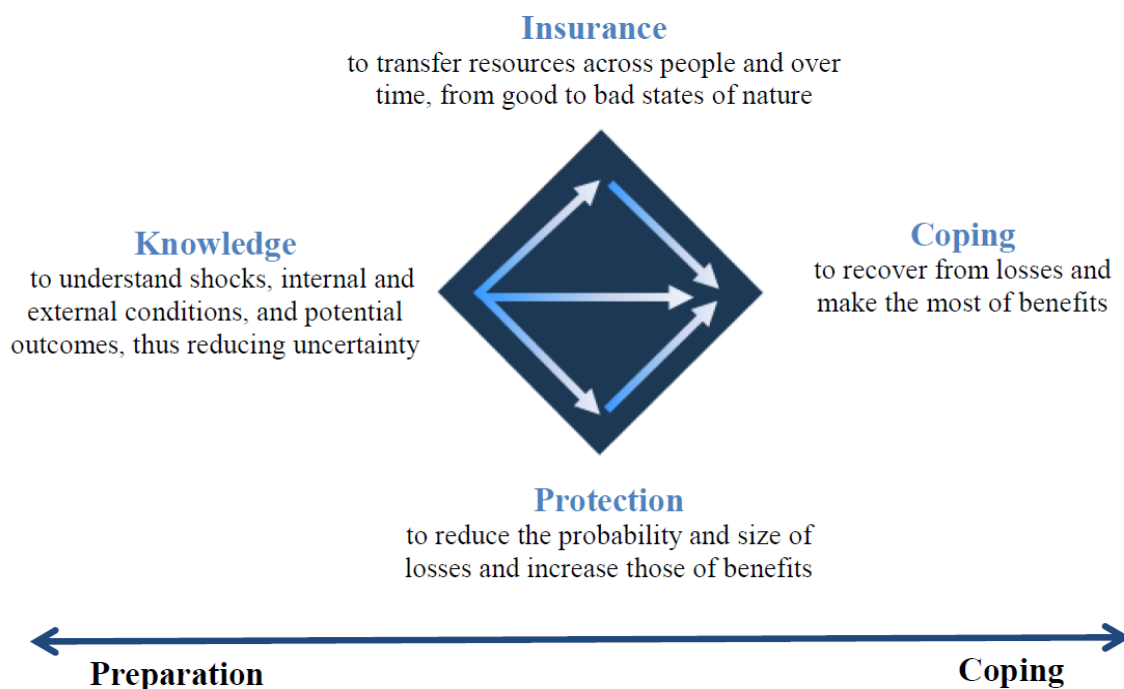 Insurance
to transfer resources across people and over
time, from good to bad states of nature
Knowledge
to understand shocks, internal and
external conditions, and potential
outcomes, thus reducing uncertainty
Coping
to recover from losses and
make the most of benefits
Protection
to reduce the probability and size of
losses and increase those of benefits
Preparation
Coping